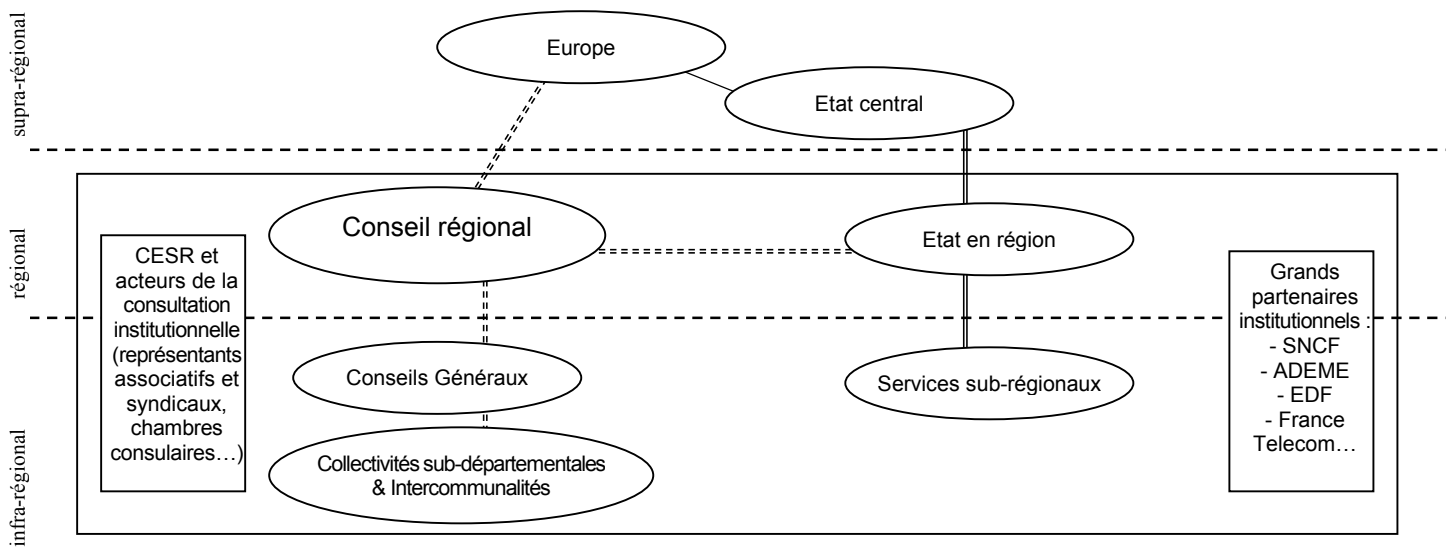 supra-régional
Europe
Etat central
régional
Conseil régional
Etat en région
CESR et
acteurs de la
consultation
institutionnelle
(représentants
associatifs et
syndicaux,
chambres
consulaires…)
Grands
partenaires
institutionnels :
- SNCF
- ADEME
- EDF
- France
Telecom…
infra-régional
Conseils Généraux
Services sub-régionaux
Collectivités sub-départementales
& Intercommunalités